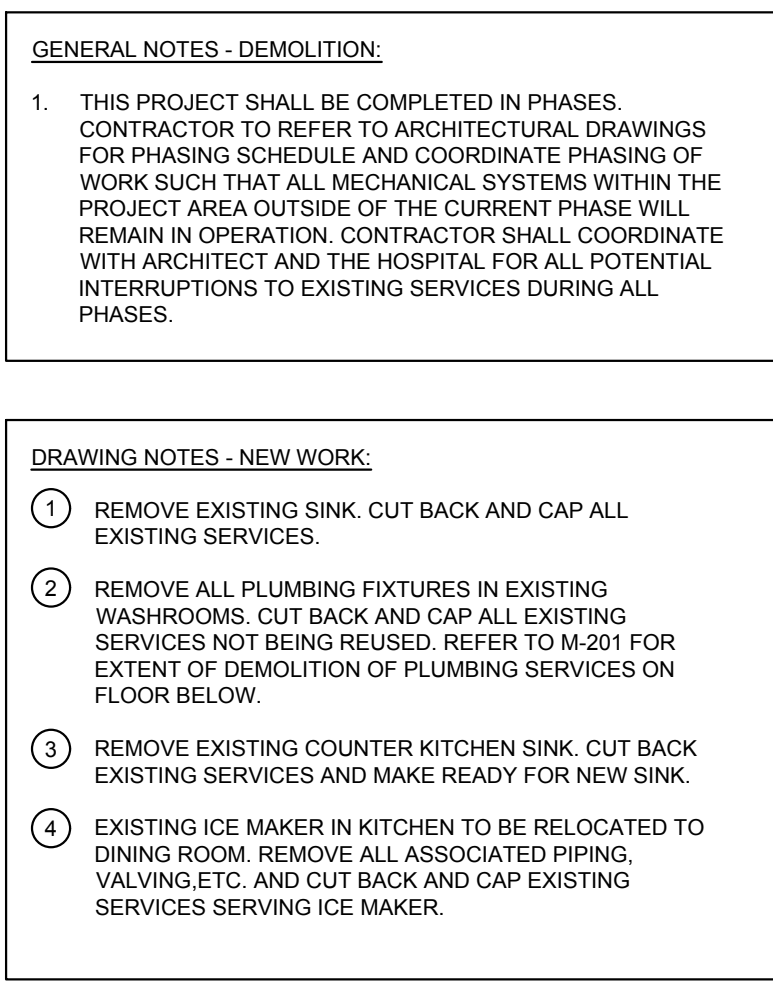 GENERAL NOTES - DEMOLITION:
1. THIS PROJECT SHALL BE COMPLETED IN PHASES.
CONTRACTOR TO REFER TO ARCHITECTURAL DRAWINGS
FOR PHASING SCHEDULE AND COORDINATE PHASING OF
WORK SUCH THAT ALL MECHANICAL SYSTEMS WITHIN THE
PROJECT AREA OUTSIDE OF THE CURRENT PHASE WILL
REMAIN IN OPERATION. CONTRACTOR SHALL COORDINATE
WITH ARCHITECT AND THE HOSPITAL FOR ALL POTENTIAL
INTERRUPTIONS TO EXISTING SERVICES DURING ALL
PHASES.
DRAWING NOTES - NEW WORK:
1 REMOVE EXISTING SINK. CUT BACK AND CAP ALL
EXISTING SERVICES.
2 REMOVE ALL PLUMBING FIXTURES IN EXISTING
WASHROOMS. CUT BACK AND CAP ALL EXISTING
SERVICES NOT BEING REUSED. REFER TO M-201 FOR
EXTENT OF DEMOLITION OF PLUMBING SERVICES ON
FLOOR BELOW.
3 REMOVE EXISTING COUNTER KITCHEN SINK. CUT BACK
EXISTING SERVICES AND MAKE READY FOR NEW SINK.
4 EXISTING ICE MAKER IN KITCHEN TO BE RELOCATED TO
DINING ROOM. REMOVE ALL ASSOCIATED PIPING,
VALVING,ETC. AND CUT BACK AND CAP EXISTING
SERVICES SERVING ICE MAKER.